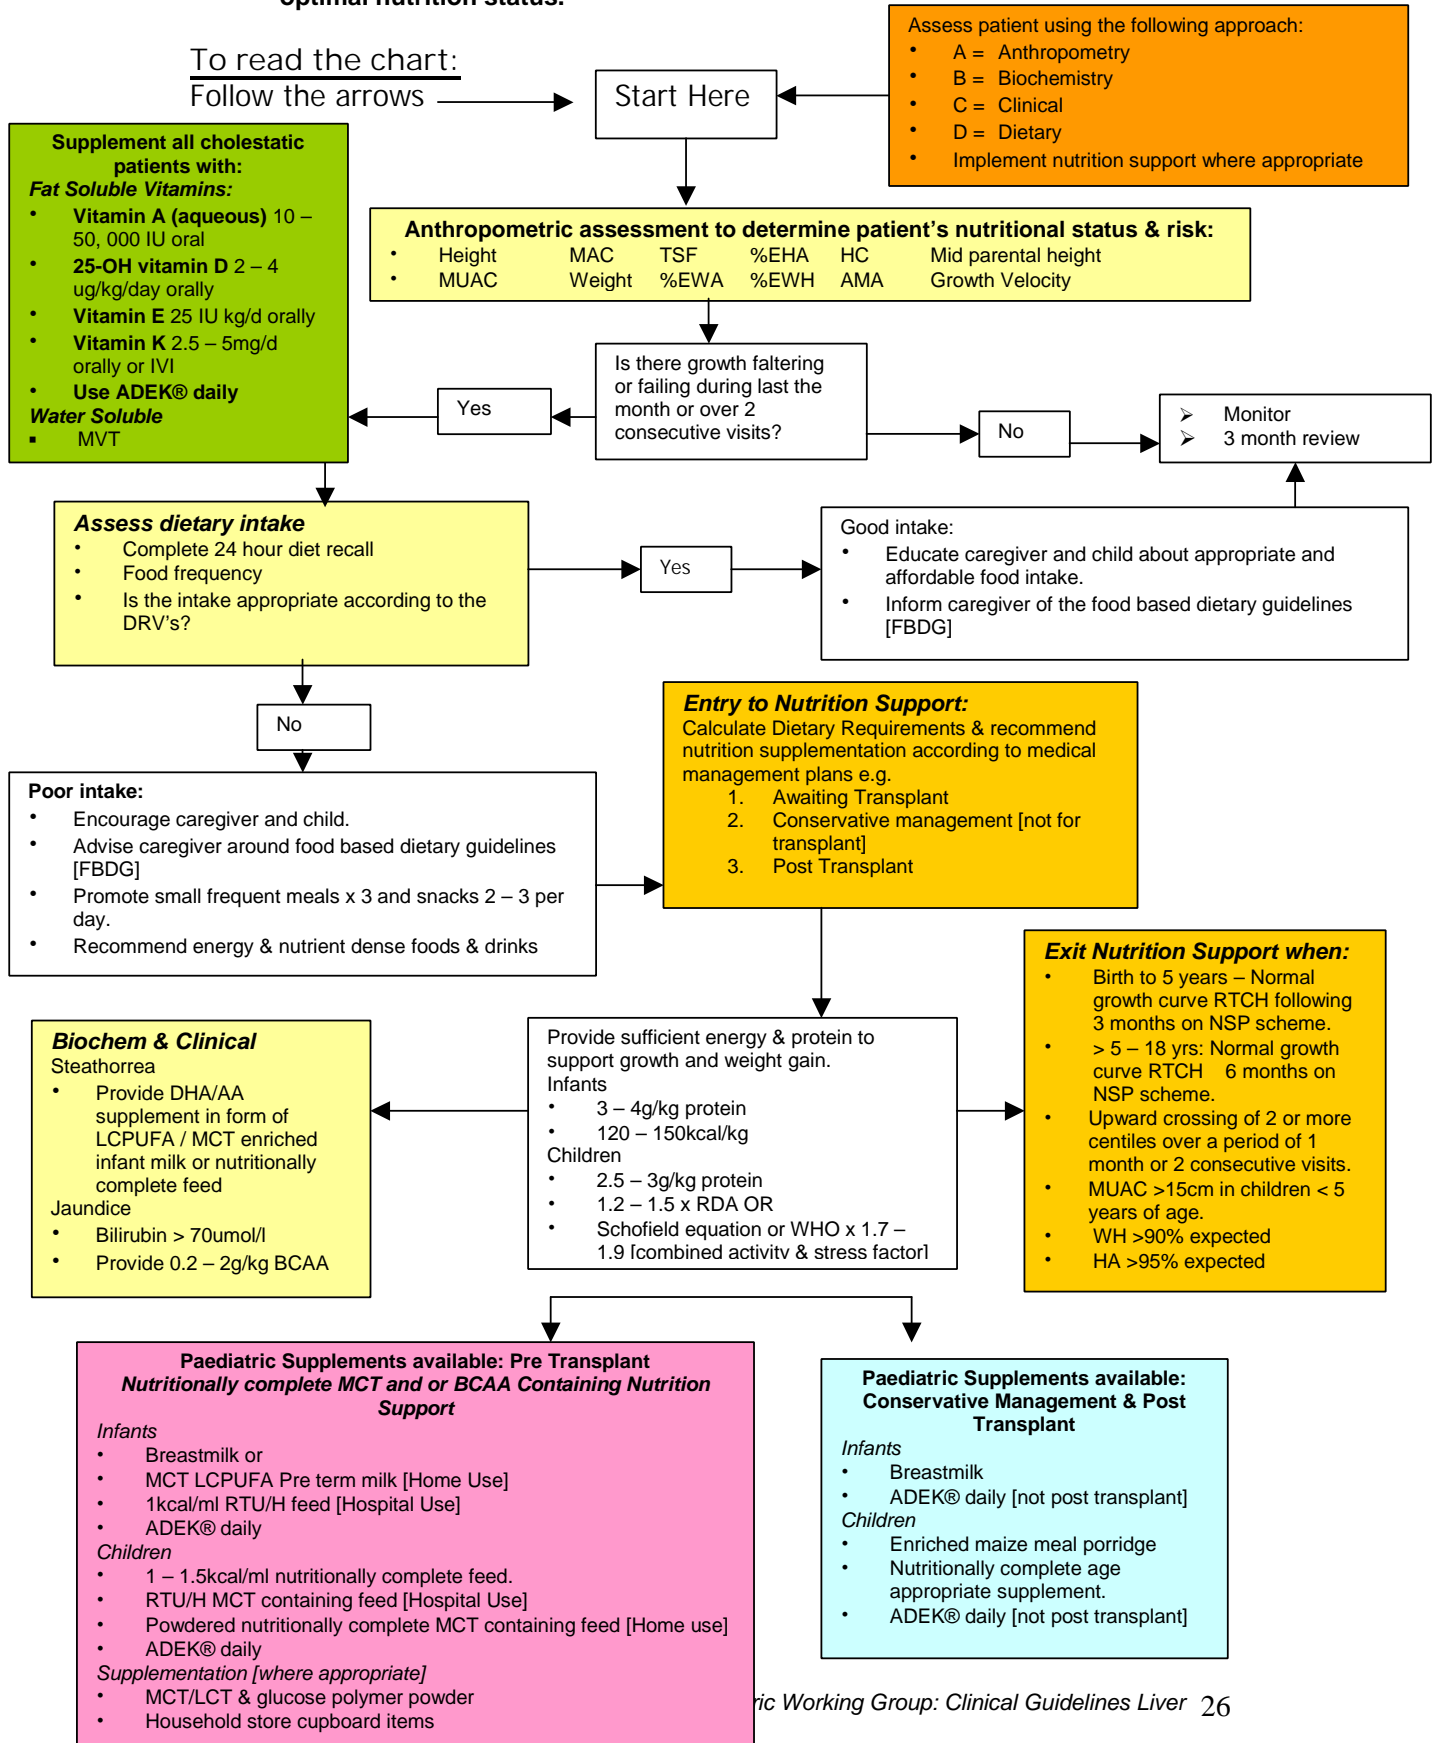 optimal nutrition status.
To read the chart:
Follow the arrows
Start Here
Assess patient using the following approach:
• A = Anthropometry
• B = Biochemistry
• C = Clinical
• D = Dietary
• Implement nutrition support where appropriate
Supplement all cholestatic
patients with:
Fat Soluble Vitamins:
• Vitamin A (aqueous) 10 –
50, 000 IU oral
• 25-OH vitamin D 2 – 4
ug/kg/day orally
• Vitamin E 25 IU kg/d orally
• Vitamin K 2.5 – 5mg/d
orally or IVI
• Use ADEK® daily
Water Soluble
▪ MVT
Anthropometric assessment to determine patient's nutritional status & risk:
• Height MAC TSF %EHA HC Mid parental height
• MUAC Weight %EWA %EWH AMA Growth Velocity
Is there growth faltering
or failing during last the
month or over 2
consecutive visits?
Yes
No
➢ Monitor
➢ 3 month review
Assess dietary intake
• Complete 24 hour diet recall
• Food frequency
• Is the intake appropriate according to the
DRV's?
Yes
Good intake:
• Educate caregiver and child about appropriate and
affordable food intake.
• Inform caregiver of the food based dietary guidelines
[FBDG]
No
Poor intake:
• Encourage caregiver and child.
• Advise caregiver around food based dietary guidelines
[FBDG]
• Promote small frequent meals x 3 and snacks 2 – 3 per
day.
• Recommend energy & nutrient dense foods & drinks
Entry to Nutrition Support:
Calculate Dietary Requirements & recommend
nutrition supplementation according to medical
management plans e.g.
1. Awaiting Transplant
2. Conservative management [not for
transplant]
3. Post Transplant
Exit Nutrition Support when:
• Birth to 5 years – Normal
growth curve RTCH following
3 months on NSP scheme.
• > 5 – 18 yrs: Normal growth
curve RTCH 6 months on
NSP scheme.
• Upward crossing of 2 or more
centiles over a period of 1
month or 2 consecutive visits.
• MUAC >15cm in children < 5
years of age.
• WH >90% expected
• HA >95% expected
Biochem & Clinical
Steathorrea
• Provide DHA/AA
supplement in form of
LCPUFA / MCT enriched
infant milk or nutritionally
complete feed
Jaundice
• Bilirubin > 70umol/l
• Provide 0.2 – 2g/kg BCAA
Provide sufficient energy & protein to
support growth and weight gain.
Infants
• 3 – 4g/kg protein
• 120 – 150kcal/kg
Children
• 2.5 – 3g/kg protein
• 1.2 – 1.5 x RDA OR
• Schofield equation or WHO x 1.7 –
1.9 [combined activity & stress factor]
Paediatric Supplements available: Pre Transplant
Nutritionally complete MCT and or BCAA Containing Nutrition
Support
Infants
• Breastmilk or
• MCT LCPUFA Pre term milk [Home Use]
• 1kcal/ml RTU/H feed [Hospital Use]
• ADEK® daily
Children
• 1 – 1.5kcal/ml nutritionally complete feed.
• RTU/H MCT containing feed [Hospital Use]
• Powdered nutritionally complete MCT containing feed [Home use]
• ADEK® daily
Supplementation [where appropriate]
• MCT/LCT & glucose polymer powder
• Household store cupboard items
Paediatric Supplements available:
Conservative Management & Post
Transplant
Infants
• Breastmilk
• ADEK® daily [not post transplant]
Children
• Enriched maize meal porridge
• Nutritionally complete age
appropriate supplement.
• ADEK® daily [not post transplant]
ric Working Group: Clinical Guidelines Liver 26